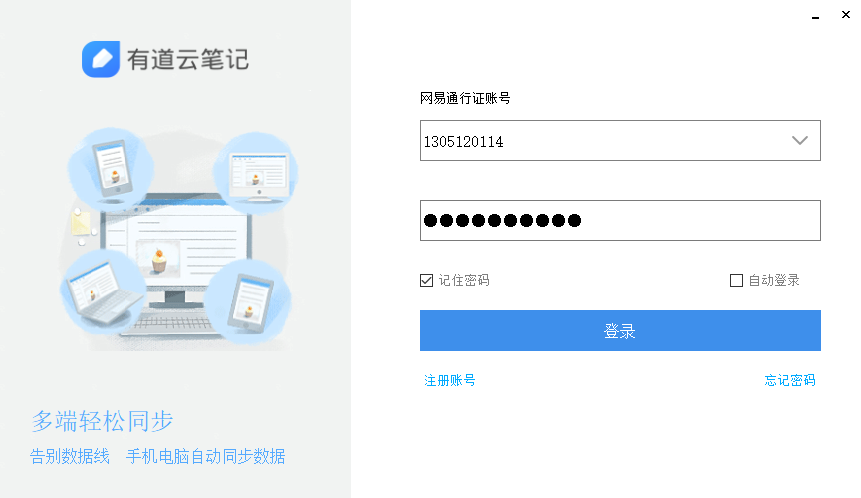 有道云笔记
多端轻松同步
告别数据线 手机电脑自动同步数据
网易通行证账号
1305120114
●●●●●●●●●●
记住密码
自动登录
登录
注册账号
忘记密码